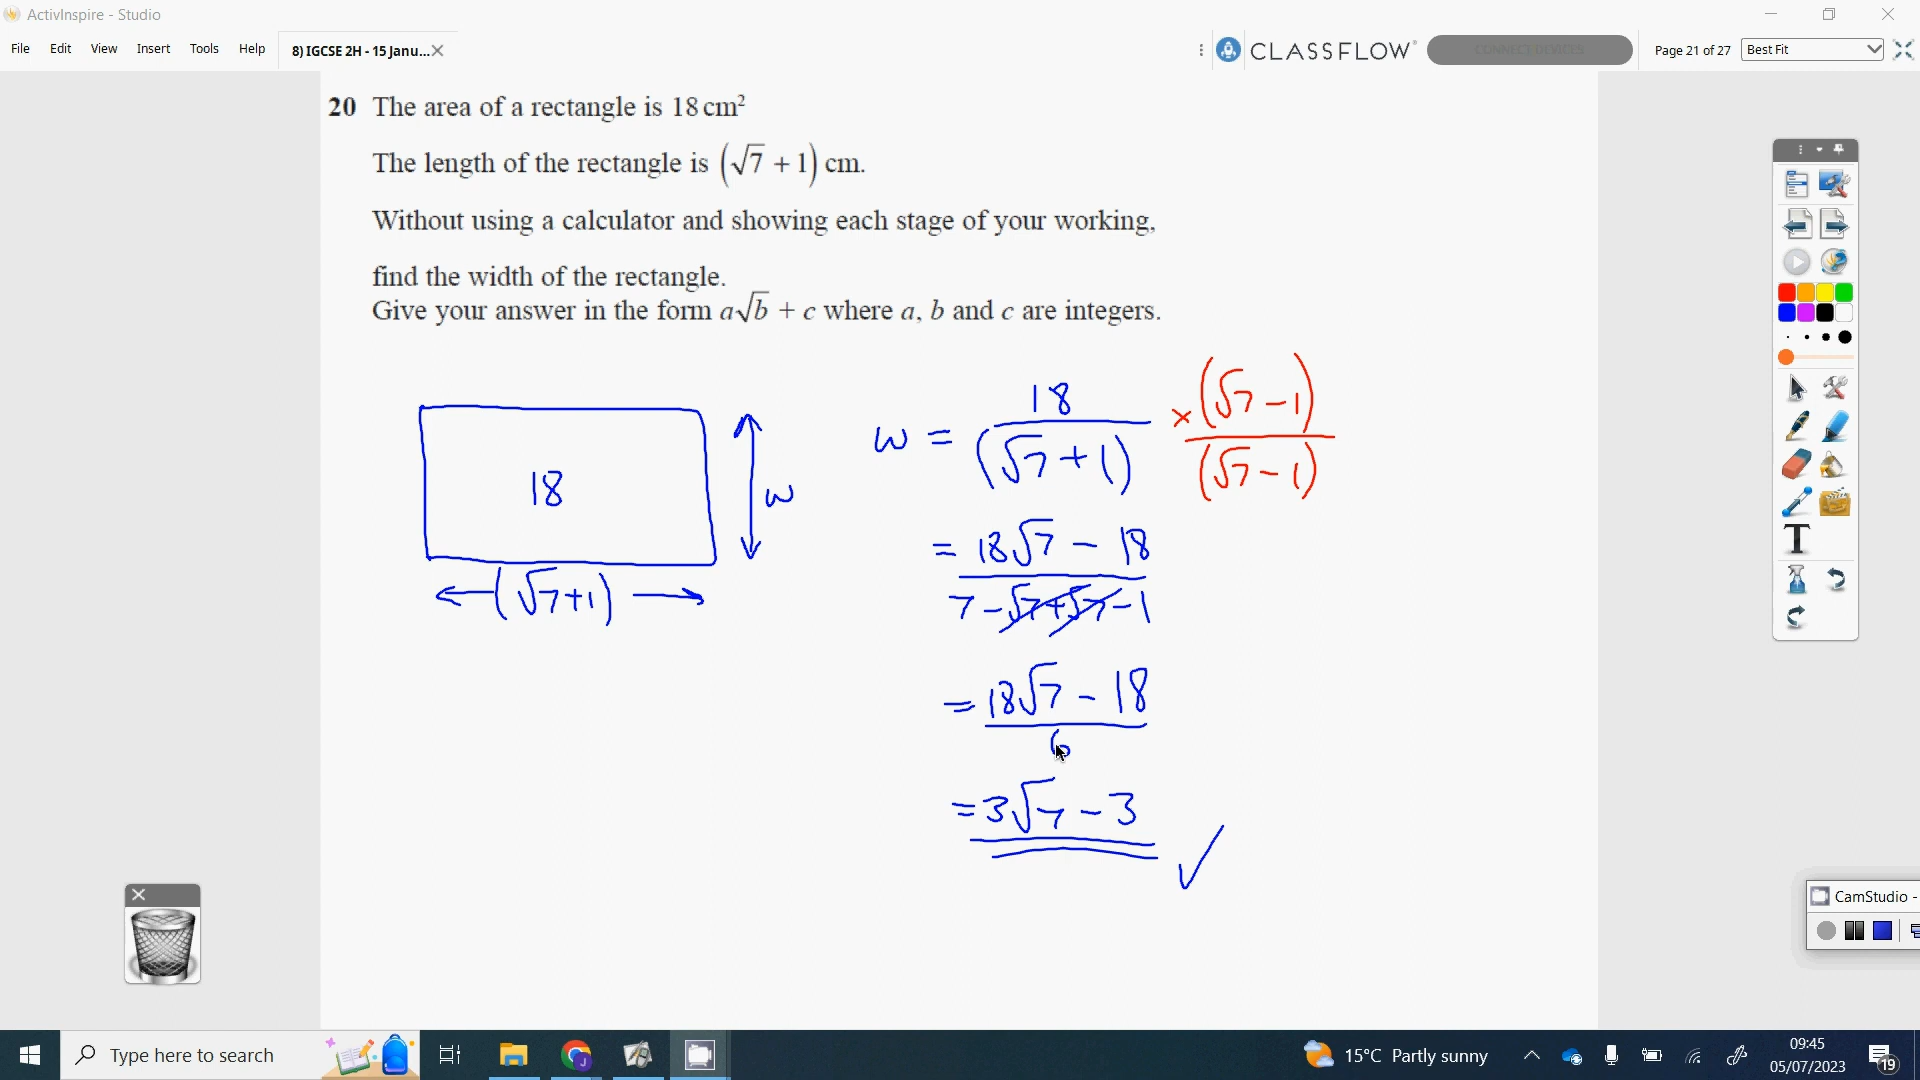 ActivInspire - Studio
File Edit View Insert Tools Help 8) IGCSE 2H - 15 Janu... CLASSFLOW CONNECT DEVICES Page 21 of 27 Best Fit
20 The area of a rectangle is 18 cm²
The length of the rectangle is (√7 + 1) cm.
Without using a calculator and showing each stage of your working,
find the width of the rectangle.
Give your answer in the form a√b + c where a, b and c are integers.
18
w
(√7+1)
w = 18/(√7+1) × (√7-1)/(√7-1)
= (18√7 - 18)/(7-√7+√7-1)
= (18√7 - 18)/6
= 3√7 - 3
T
CamStudio -
Type here to search
15°C Partly sunny
09:45
05/07/2023
19